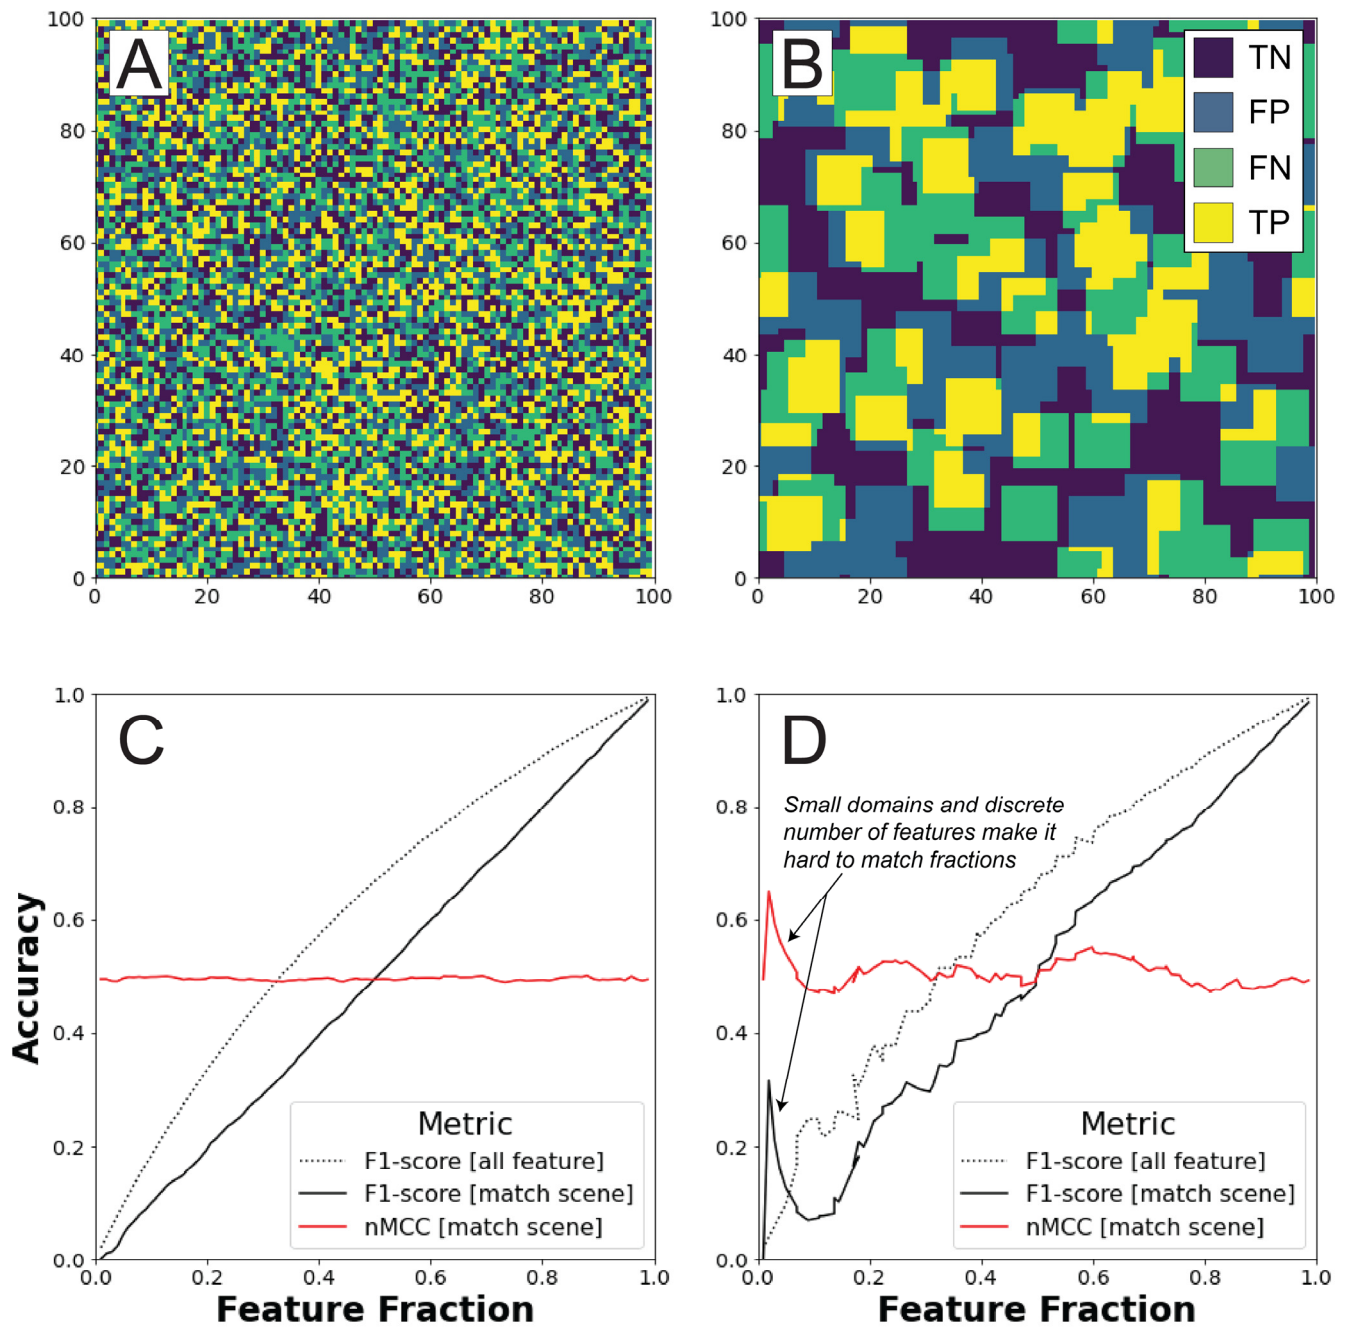 A
100
80
60
40
20
0
0 20 40 60 80 100
B
TN
FP
FN
TP
100
80
60
40
20
0
0 20 40 60 80 100
C
1.0
0.8
0.6
0.4
0.2
0.0
Accuracy
Metric
F1-score [all feature]
F1-score [match scene]
nMCC [match scene]
0.0 0.2 0.4 0.6 0.8 1.0
Feature Fraction
D
1.0
0.8
0.6
0.4
0.2
0.0
Small domains and discrete
number of features make it
hard to match fractions
Metric
F1-score [all feature]
F1-score [match scene]
nMCC [match scene]
0.0 0.2 0.4 0.6 0.8 1.0
Feature Fraction